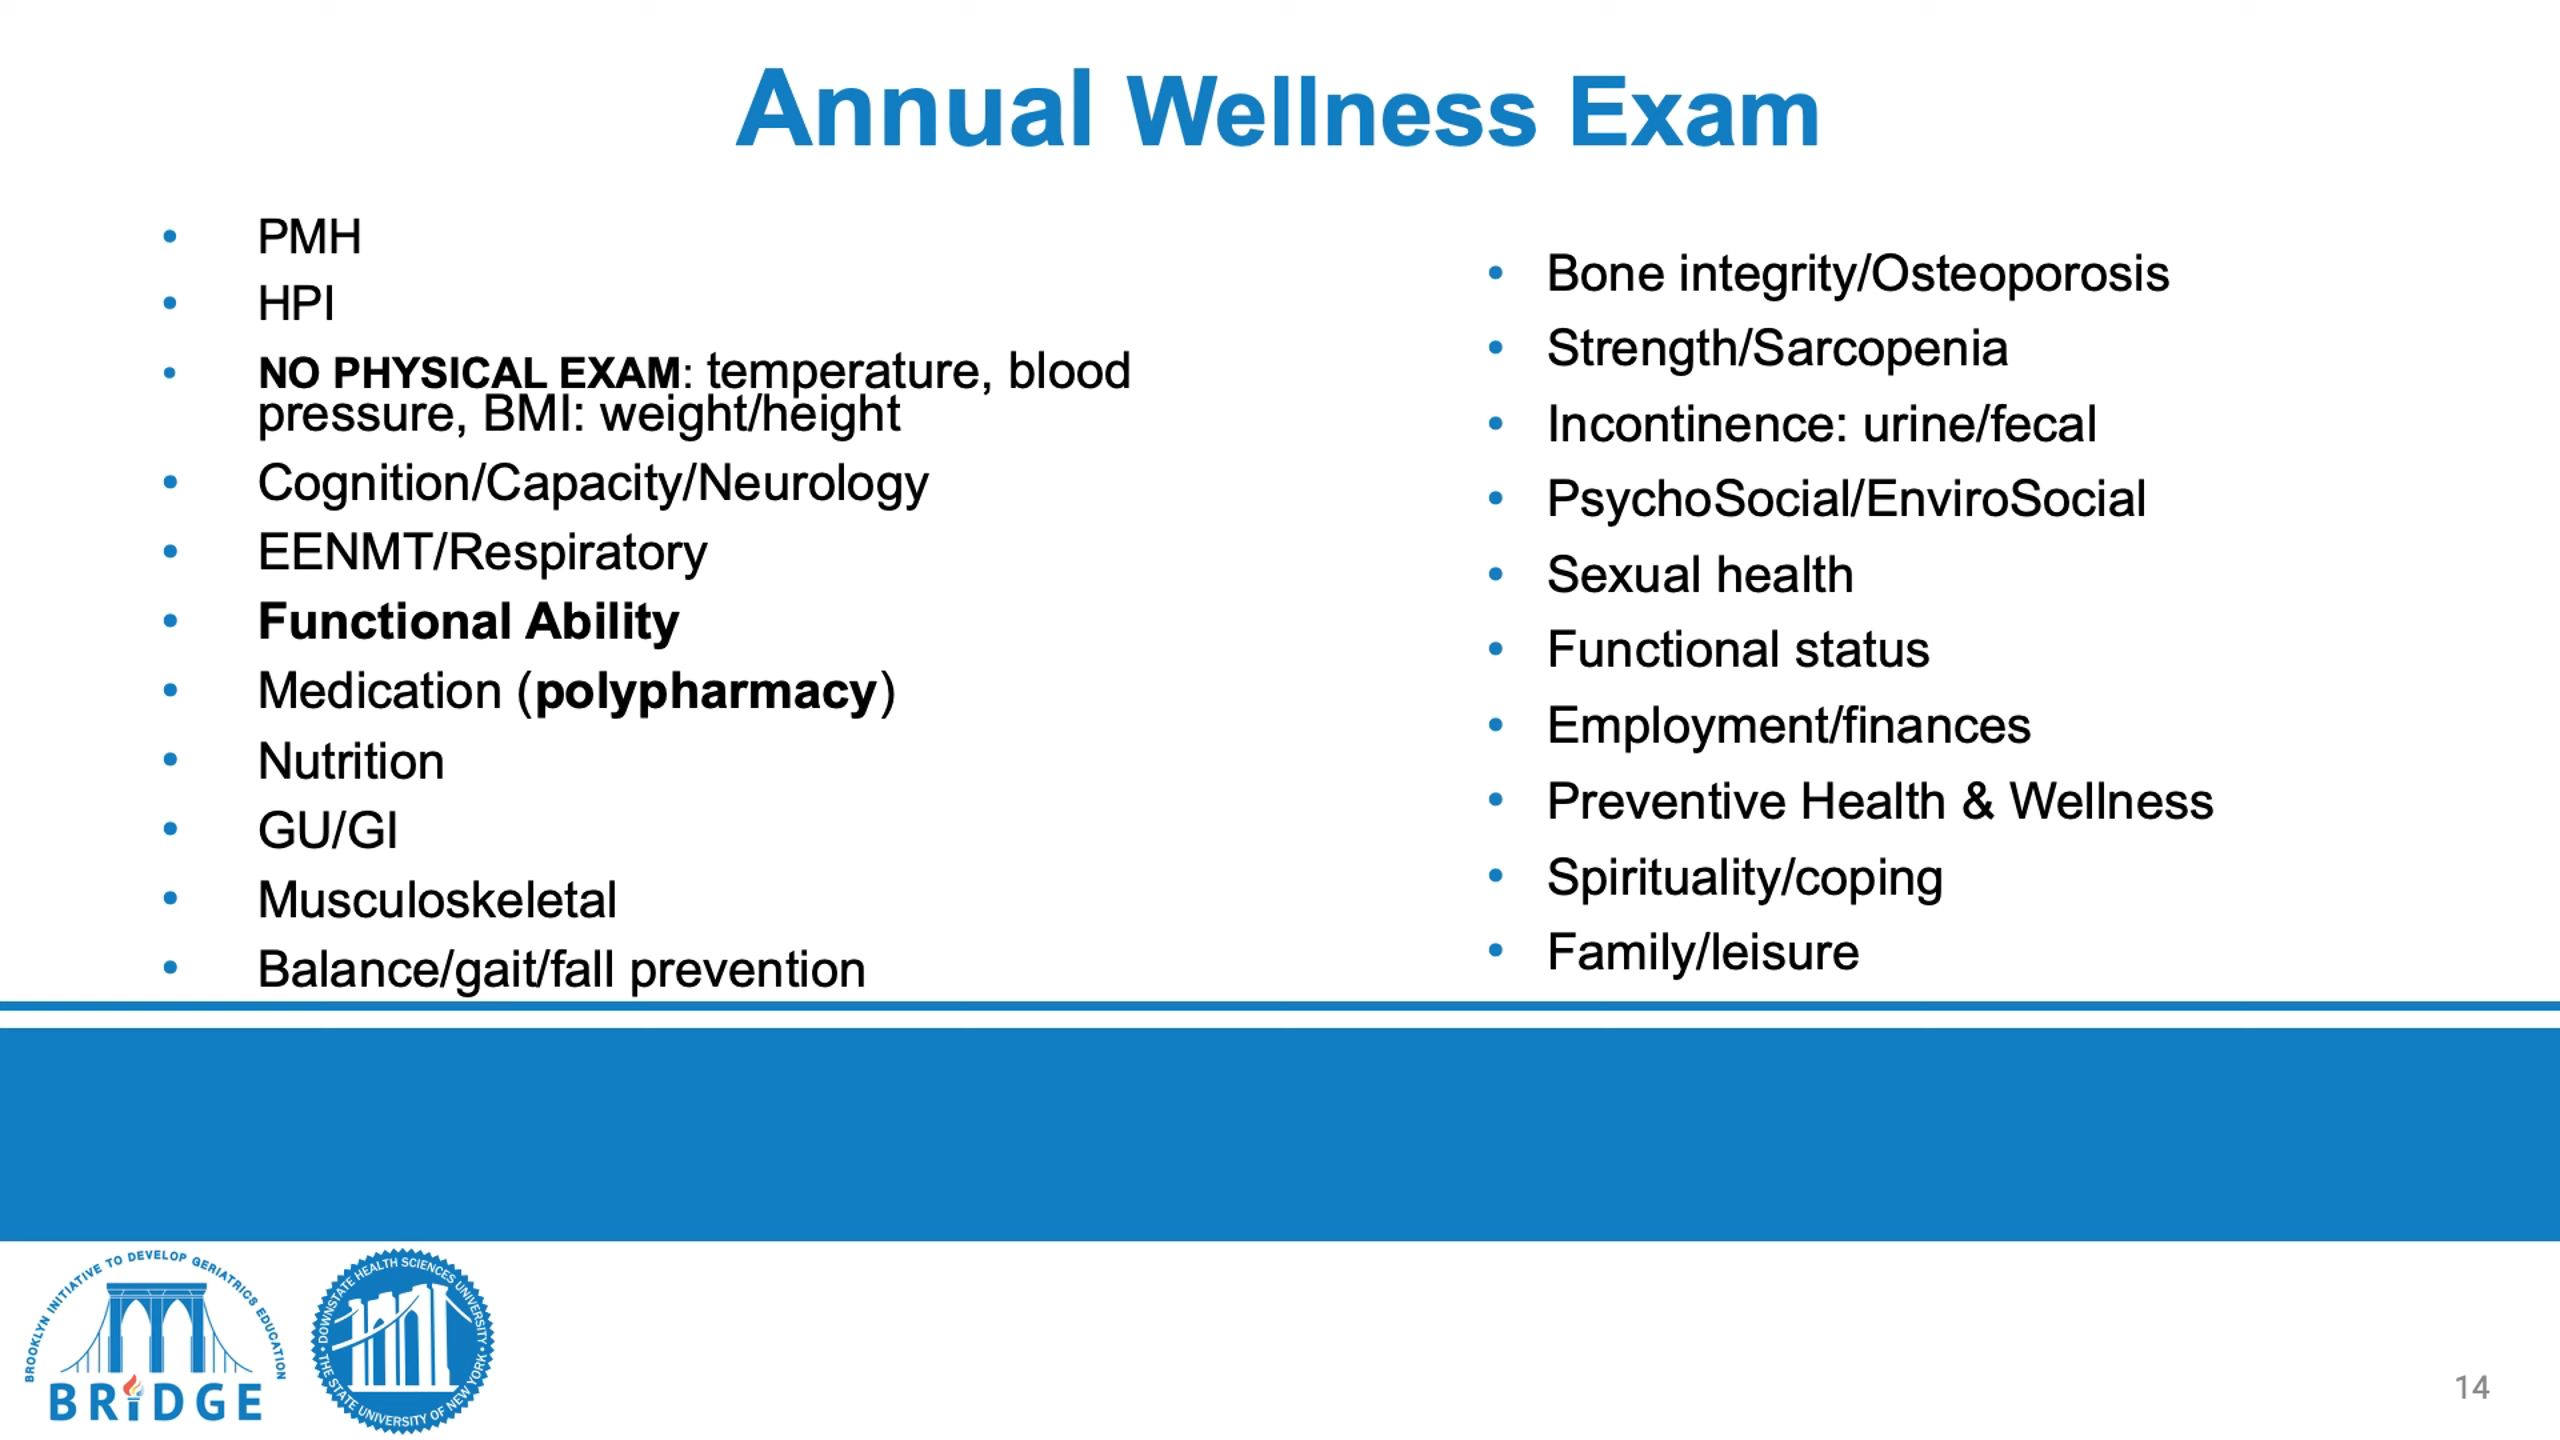 Annual Wellness Exam
• PMH
• HPI
• NO PHYSICAL EXAM: temperature, blood
pressure, BMI: weight/height
• Cognition/Capacity/Neurology
• EENMT/Respiratory
• Functional Ability
• Medication (polypharmacy)
• Nutrition
• GU/GI
• Musculoskeletal
• Balance/gait/fall prevention
• Bone integrity/Osteoporosis
• Strength/Sarcopenia
• Incontinence: urine/fecal
• PsychoSocial/EnviroSocial
• Sexual health
• Functional status
• Employment/finances
• Preventive Health & Wellness
• Spirituality/coping
• Family/leisure
BROOKLYN INITIATIVE TO DEVELOP GERIATRICS EDUCATION
BRiDGE
DOWNSTATE HEALTH SCIENCES UNIVERSITY
THE STATE UNIVERSITY OF NEW YORK
14